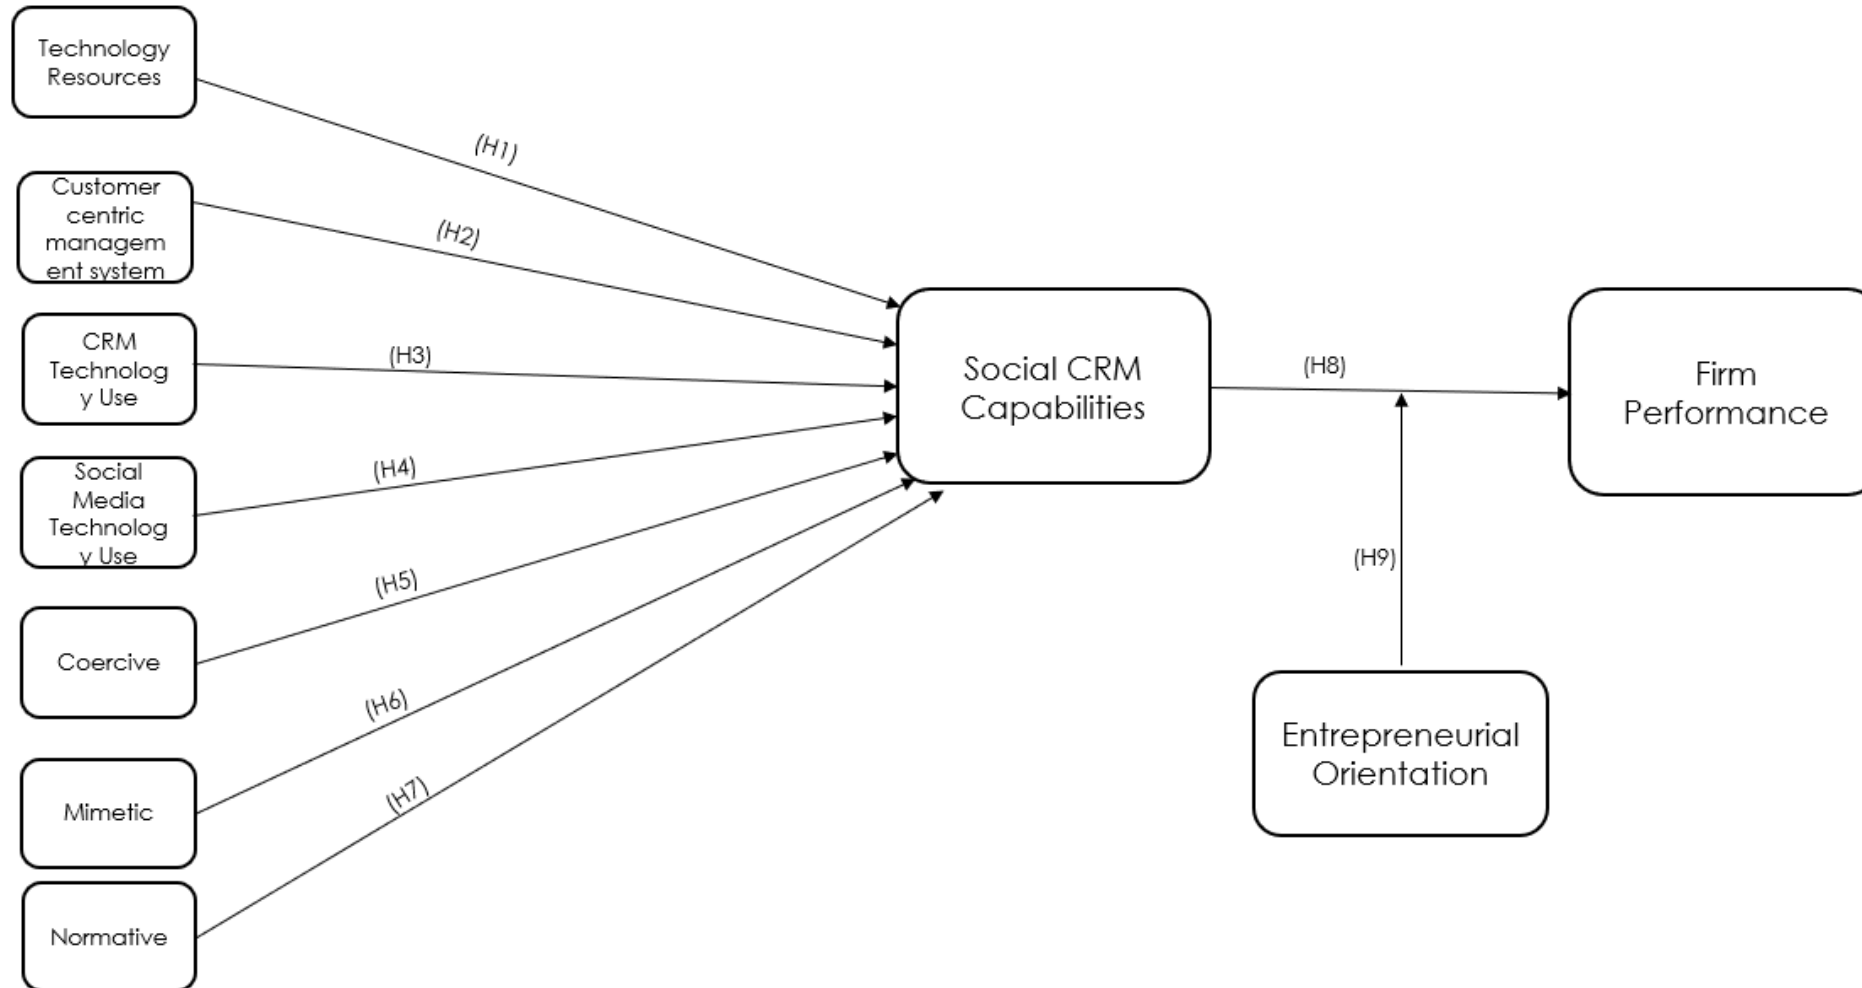 Technology
Resources
(H1)
Customer
centric
managem
ent system
(H2)
CRM
Technolog
y Use
(H3)
Social
Media
Technolog
y Use
(H4)
Coercive
(H5)
Mimetic
(H6)
Normative
(H7)
Social CRM
Capabilities
(H8)
Firm
Performance
(H9)
Entrepreneurial
Orientation